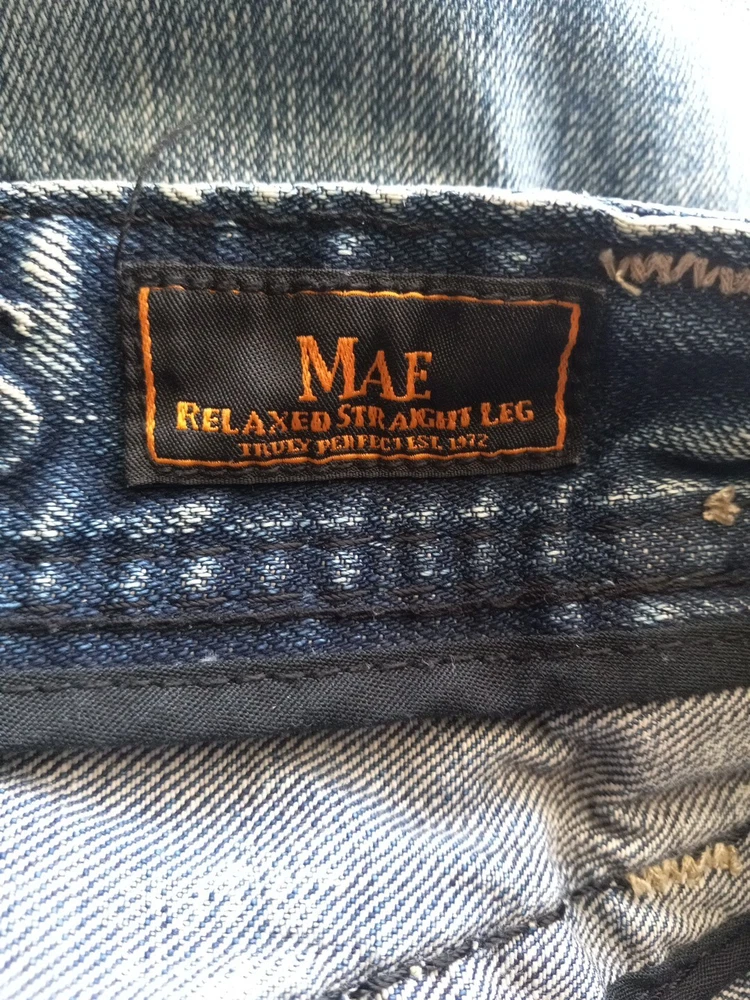 MAE
RELAXED STRAIGHT LEG
TRULY PERFECT EST. 1972